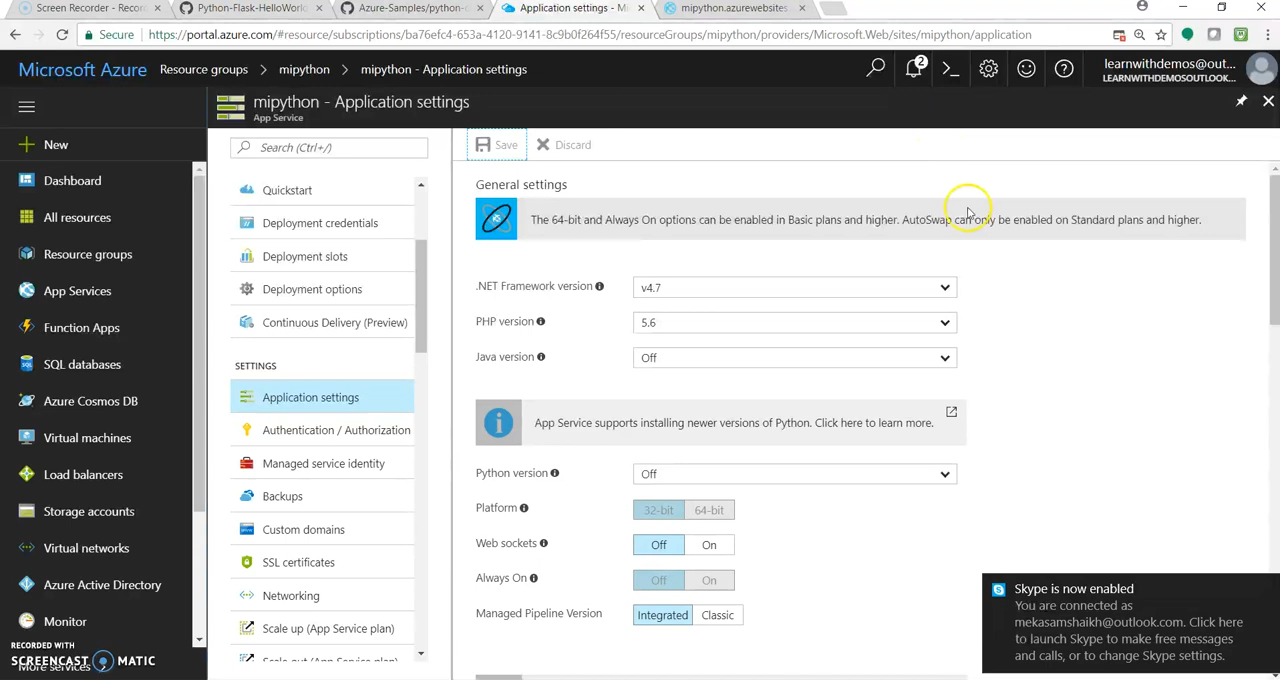 Screen Recorder - Recor
Python-Flask-HelloWorl
Azure-Samples/python-
Application settings - M
mipython.azurewebsites
Secure
https://portal.azure.com/#resource/subscriptions/ba76efc4-653a-4120-9141-8c9b0f264f55/resourceGroups/mipython/providers/Microsoft.Web/sites/mipython/application
Microsoft Azure
Resource groups > mipython > mipython - Application settings
2
learnwithdemos@out...
LEARNWITHDEMOSOUTLOOK...
mipython - Application settings
App Service
New
Dashboard
All resources
Resource groups
App Services
Function Apps
SQL databases
Azure Cosmos DB
Virtual machines
Load balancers
Storage accounts
Virtual networks
Azure Active Directory
Monitor
More services
RECORDED WITH
SCREENCAST MATIC
Search (Ctrl+/)
Quickstart
Deployment credentials
Deployment slots
Deployment options
Continuous Delivery (Preview)
SETTINGS
Application settings
Authentication / Authorization
Managed service identity
Backups
Custom domains
SSL certificates
Networking
Scale up (App Service plan)
Scale out (App Service plan)
Save
Discard
General settings
The 64-bit and Always On options can be enabled in Basic plans and higher. AutoSwap can only be enabled on Standard plans and higher.
.NET Framework version
v4.7
PHP version
5.6
Java version
Off
App Service supports installing newer versions of Python. Click here to learn more.
Python version
Off
Platform
32-bit
64-bit
Web sockets
Off
On
Always On
Off
On
Managed Pipeline Version
Integrated
Classic
Skype is now enabled
You are connected as
mekasamshaikh@outlook.com. Click here
to launch Skype to make free messages
and calls, or to change Skype settings.